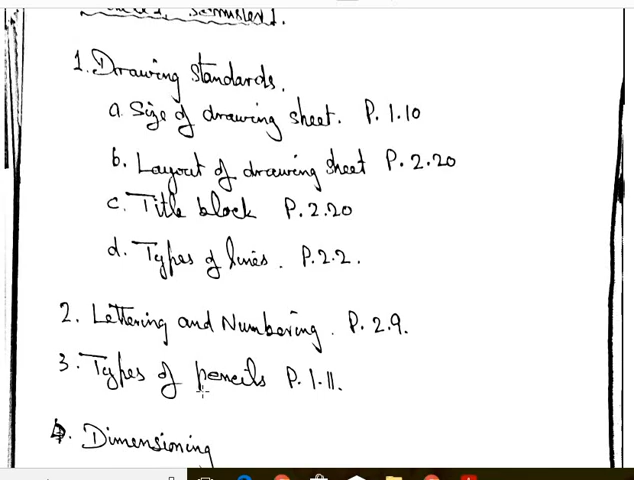 Semister 1.
1. Drawing standards.
a. Size of drawing sheet. P. 1.10
b. Layout of drawing sheet P. 2.20
c. Title block P. 2.20
d. Types of lines. P. 2.2.
2. Lettering and Numbering. P. 2.9.
3. Types of pencils P. 1.11.
4. Dimensioning